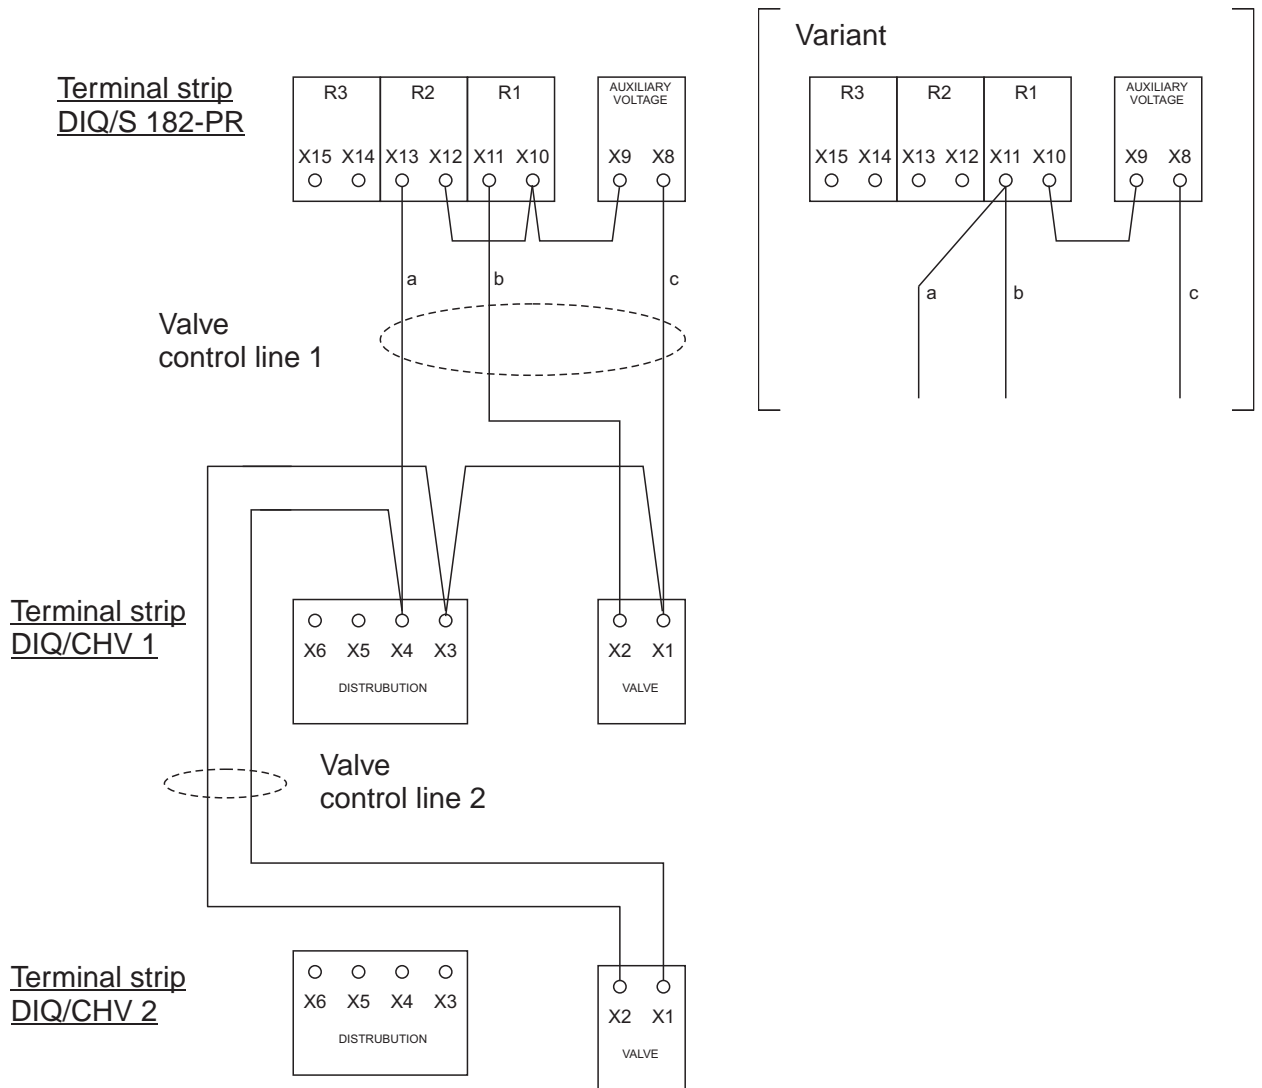 Variant
Terminal strip
DIQ/S 182-PR
R3 R2 R1
AUXILIARY
VOLTAGE
X15 X14 X13 X12 X11 X10 X9 X8
R3 R2 R1
AUXILIARY
VOLTAGE
X15 X14 X13 X12 X11 X10 X9 X8
a b c
a b c
Valve
control line 1
Terminal strip
DIQ/CHV 1
X6 X5 X4 X3 X2 X1
DISTRUBUTION VALVE
Valve
control line 2
Terminal strip
DIQ/CHV 2
X6 X5 X4 X3
X2 X1
DISTRUBUTION
VALVE